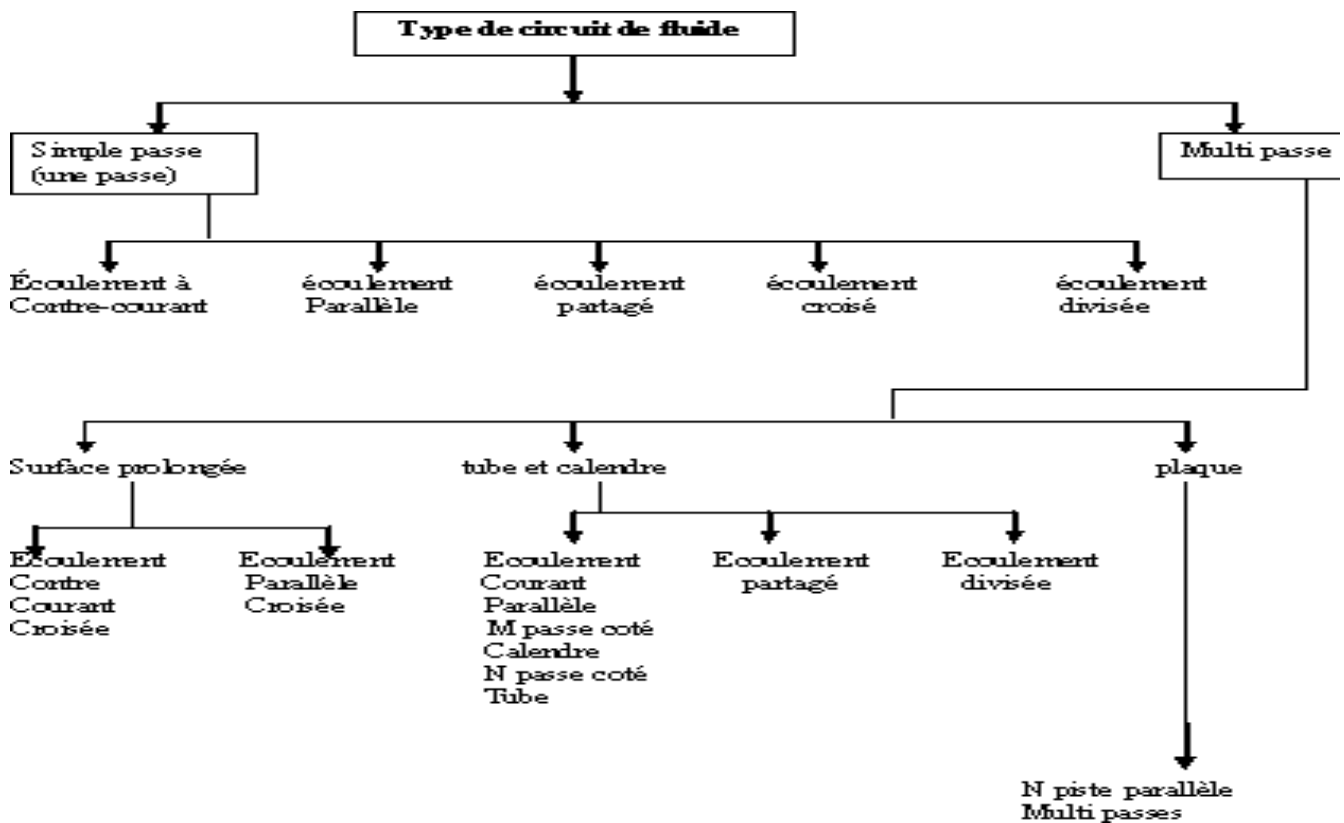 Type de circuit de fluide
Simple passe
(une passe)
Multi passe
Écoulement à
Contre-courant
écoulement
Parallèle
écoulement
partagé
écoulement
croisé
écoulement
divisée
Surface prolongée
tube et calendre
plaque
Ecoulement
Contre
Courant
Croisée
Ecoulement
Parallèle
Croisée
Ecoulement
Courant
Parallèle
M passe coté
Calendre
N passe coté
Tube
Ecoulement
partagé
Ecoulement
divisée
N piste parallèle
Multi passes